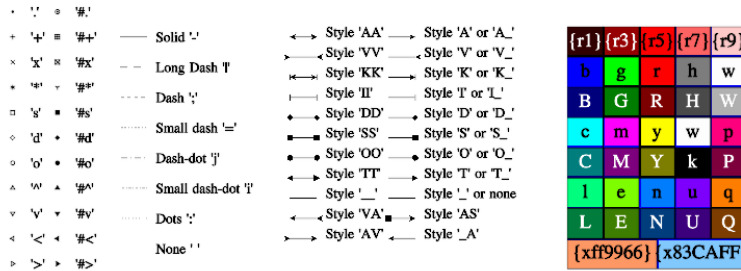 '.' '#.'
'+' '#+'
'x' '#x'
'*' '#*'
's' '#s'
'd' '#d'
'o' '#o'
'^' '#^'
'v' '#v'
'<' '#<'
'>' '#>'
Solid '-'
Long Dash '|'
Dash ';'
Small dash '='
Dash-dot 'j'
Small dash-dot 'i'
Dots ':'
None ' '
Style 'AA' Style 'A' or 'A_'
Style 'VV' Style 'V' or 'V_'
Style 'KK' Style 'K' or 'K_'
Style 'II' Style 'I' or 'I_'
Style 'DD' Style 'D' or 'D_'
Style 'SS' Style 'S' or 'S_'
Style 'OO' Style 'O' or 'O_'
Style 'TT' Style 'T' or 'T_'
Style '__' Style '_' or none
Style 'VA' Style 'AS'
Style 'AV' Style '_A'
{r1} {r3} {r5} {r7} {r9}
b g r h w
B G R H W
c m y w p
C M Y k P
l e n u q
L E N U Q
{xff9966} {x83CAFF}